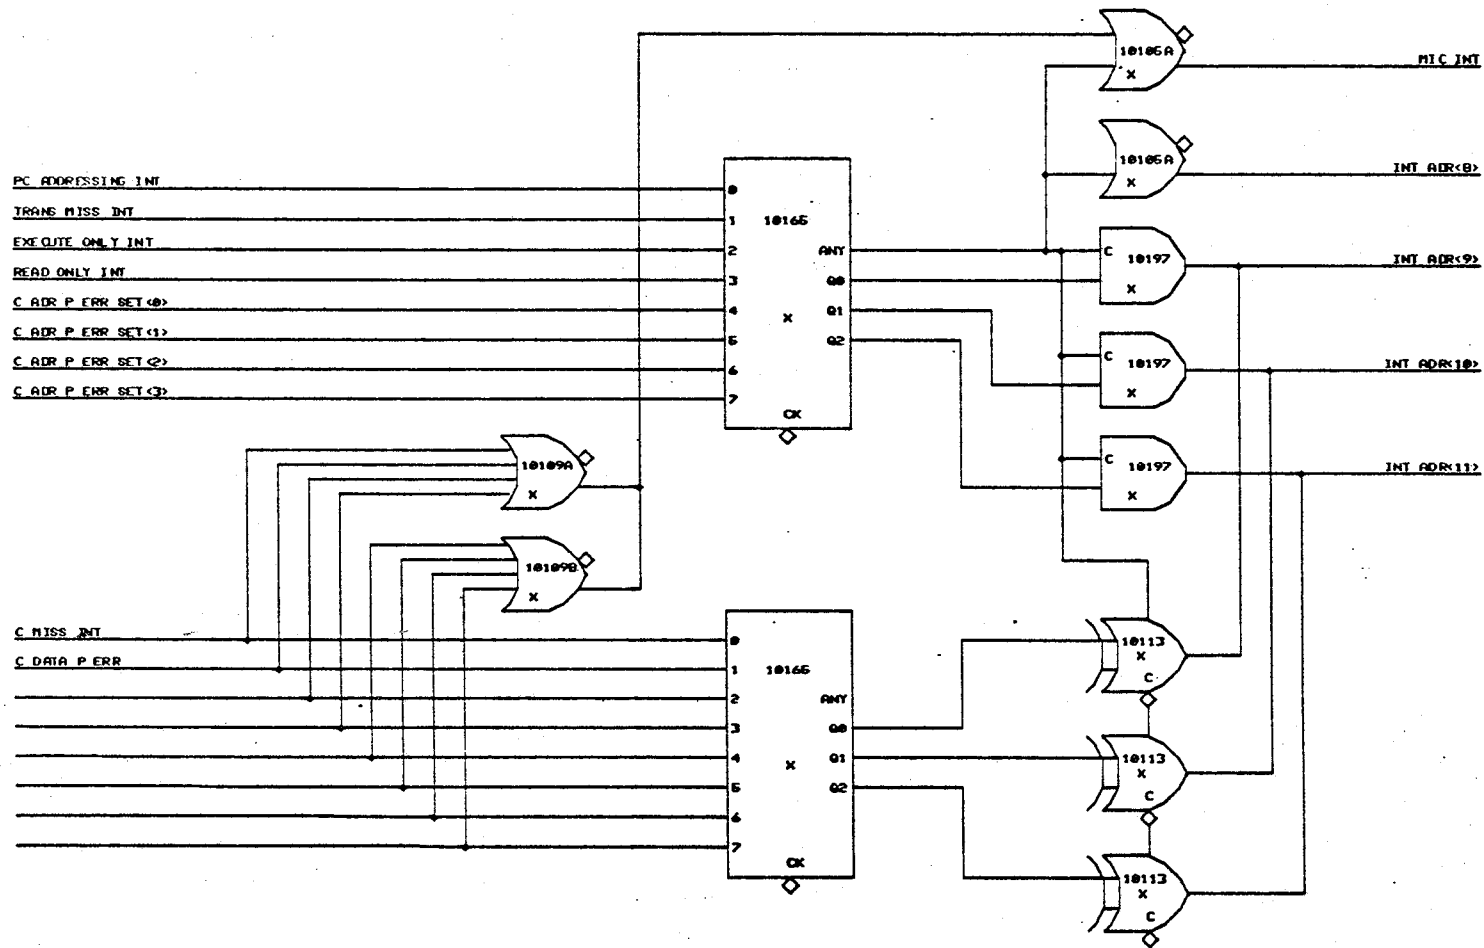 10105A
X
MIC INT
10105A
X
INT ADR<8>
PC ADDRESSING INT
0
TRANS MISS INT
1
10165
EXECUTE ONLY INT
2
ANY
C
10197
X
INT ADR<9>
READ ONLY INT
3
Q0
C ADR P ERR SET<0>
4
X
Q1
C ADR P ERR SET<1>
5
Q2
C ADR P ERR SET<2>
6
C
10197
X
INT ADR<10>
C ADR P ERR SET<3>
7
CK
10109A
X
C
10197
X
INT ADR<11>
10109B
X
C MISS INT
0
C DATA P ERR
1
10165
2
ANY
3
Q0
4
X
Q1
5
Q2
6
7
CK
10113
X
C
10113
X
C
10113
X
C